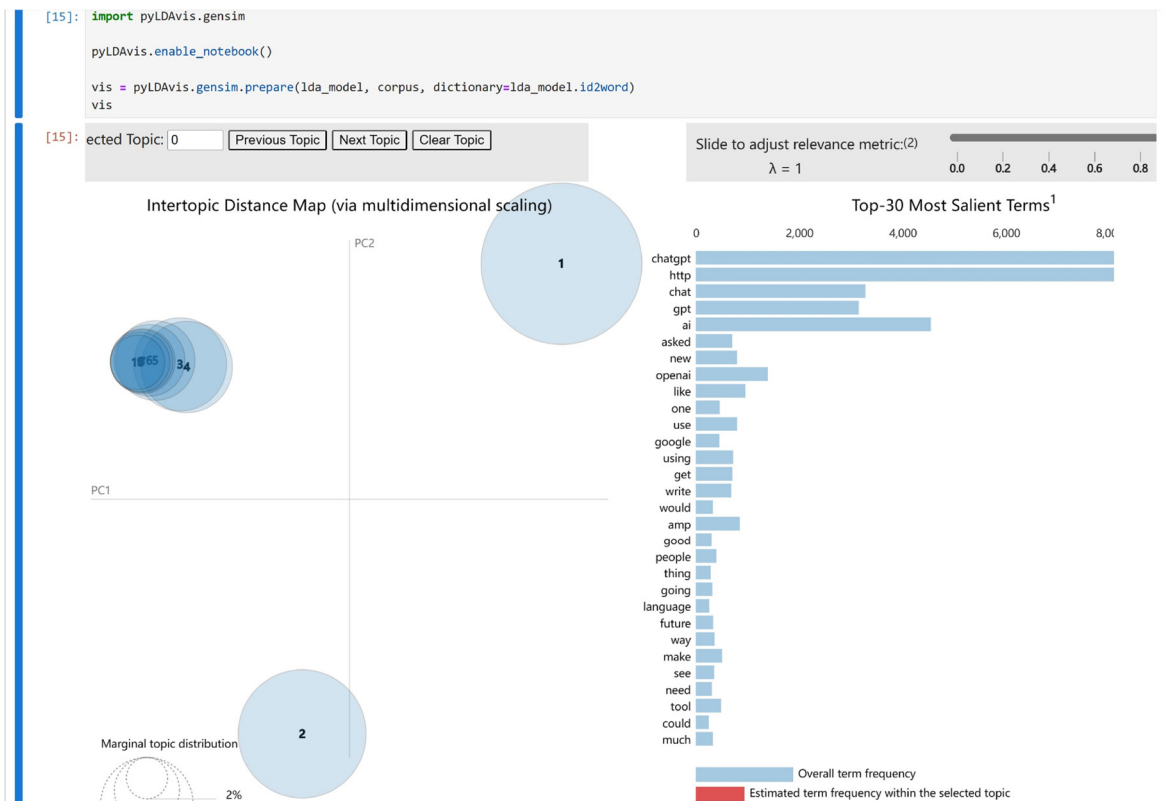 [15]: import pyLDAvis.gensim
pyLDAvis.enable_notebook()
vis = pyLDAvis.gensim.prepare(lda_model, corpus, dictionary=lda_model.id2word)
vis
[15]: ected Topic: 0 Previous Topic Next Topic Clear Topic
Slide to adjust relevance metric:(2)
λ = 1
0.0 0.2 0.4 0.6 0.8
Intertopic Distance Map (via multidimensional scaling)
PC2
1
34
PC1
2
Marginal topic distribution
2%
Top-30 Most Salient Terms1
0 2,000 4,000 6,000
chatgpt
http
chat
gpt
ai
asked
new
openai
like
one
use
google
using
get
write
would
amp
good
people
thing
going
language
future
way
make
see
need
tool
could
much
Overall term frequency
Estimated term frequency within the selected topic